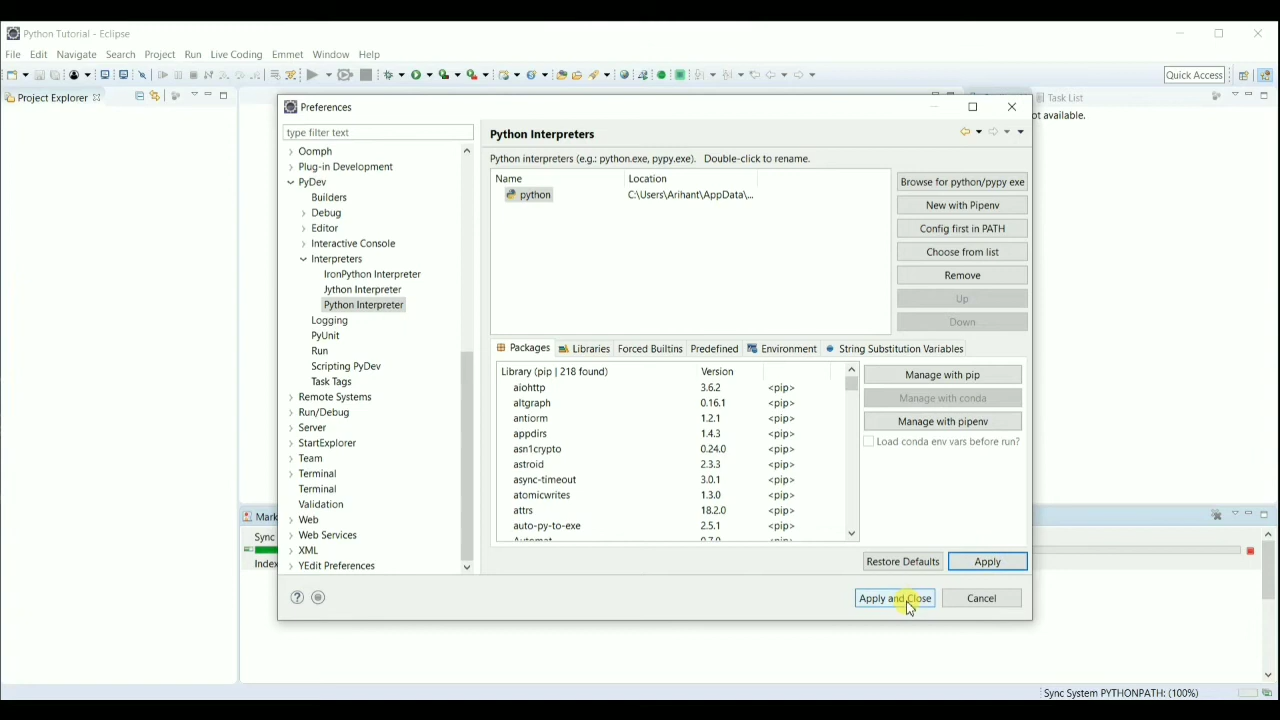 Python Tutorial - Eclipse
File Edit Navigate Search Project Run Live Coding Emmet Window Help
Quick Access
Project Explorer
Task List
ot available.
Preferences
type filter text
Oomph
Plug-in Development
PyDev
Builders
Debug
Editor
Interactive Console
Interpreters
IronPython Interpreter
Jython Interpreter
Python Interpreter
Logging
PyUnit
Run
Scripting PyDev
Task Tags
Remote Systems
Run/Debug
Server
StartExplorer
Team
Terminal
Terminal
Validation
Web
Web Services
XML
YEdit Preferences
Python Interpreters
Python interpreters (e.g.: python.exe, pypy.exe). Double-click to rename.
Name Location
python C:\Users\Arihant\AppData\...
Browse for python/pypy exe
New with Pipenv
Config first in PATH
Choose from list
Remove
Up
Down
Packages Libraries Forced Builtins Predefined Environment String Substitution Variables
Library (pip | 218 found) Version
aiohttp 3.6.2 <pip>
altgraph 0.16.1 <pip>
antiorm 1.2.1 <pip>
appdirs 1.4.3 <pip>
asn1crypto 0.24.0 <pip>
astroid 2.3.3 <pip>
async-timeout 3.0.1 <pip>
atomicwrites 1.3.0 <pip>
attrs 18.2.0 <pip>
auto-py-to-exe 2.5.1 <pip>
Automat 0.7.0 <pip>
Manage with pip
Manage with conda
Manage with pipenv
Load conda env vars before run?
Restore Defaults Apply
Apply and Close Cancel
Mark
Sync
Index
Sync System PYTHONPATH: (100%)